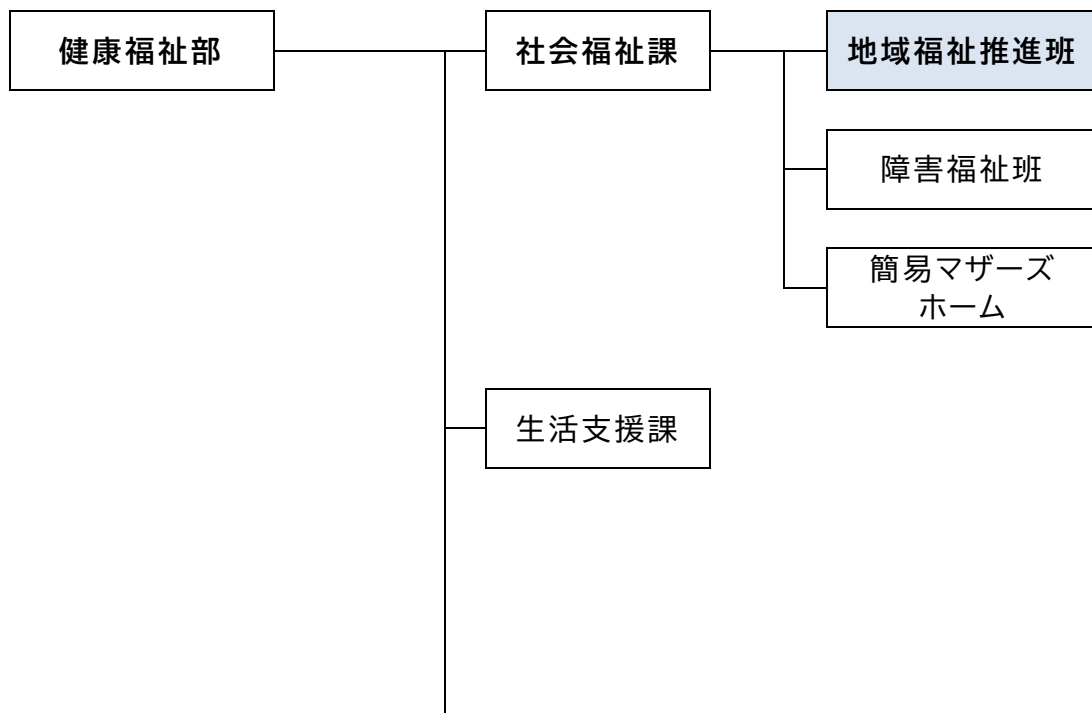 健康福祉部
社会福祉課
地域福祉推進班
障害福祉班
簡易マザーズ
ホーム
生活支援課